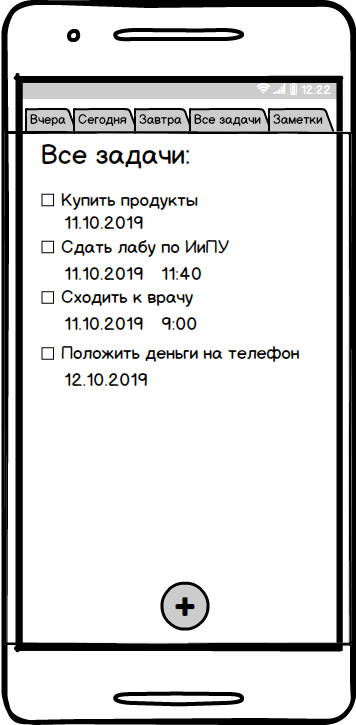 12:22
Вчера Сегодня Завтра Все задачи Заметки
Все задачи:
Купить продукты
11.10.2019
Сдать лабу по ИиПУ
11.10.2019 11:40
Сходить к врачу
11.10.2019 9:00
Положить деньги на телефон
12.10.2019
+